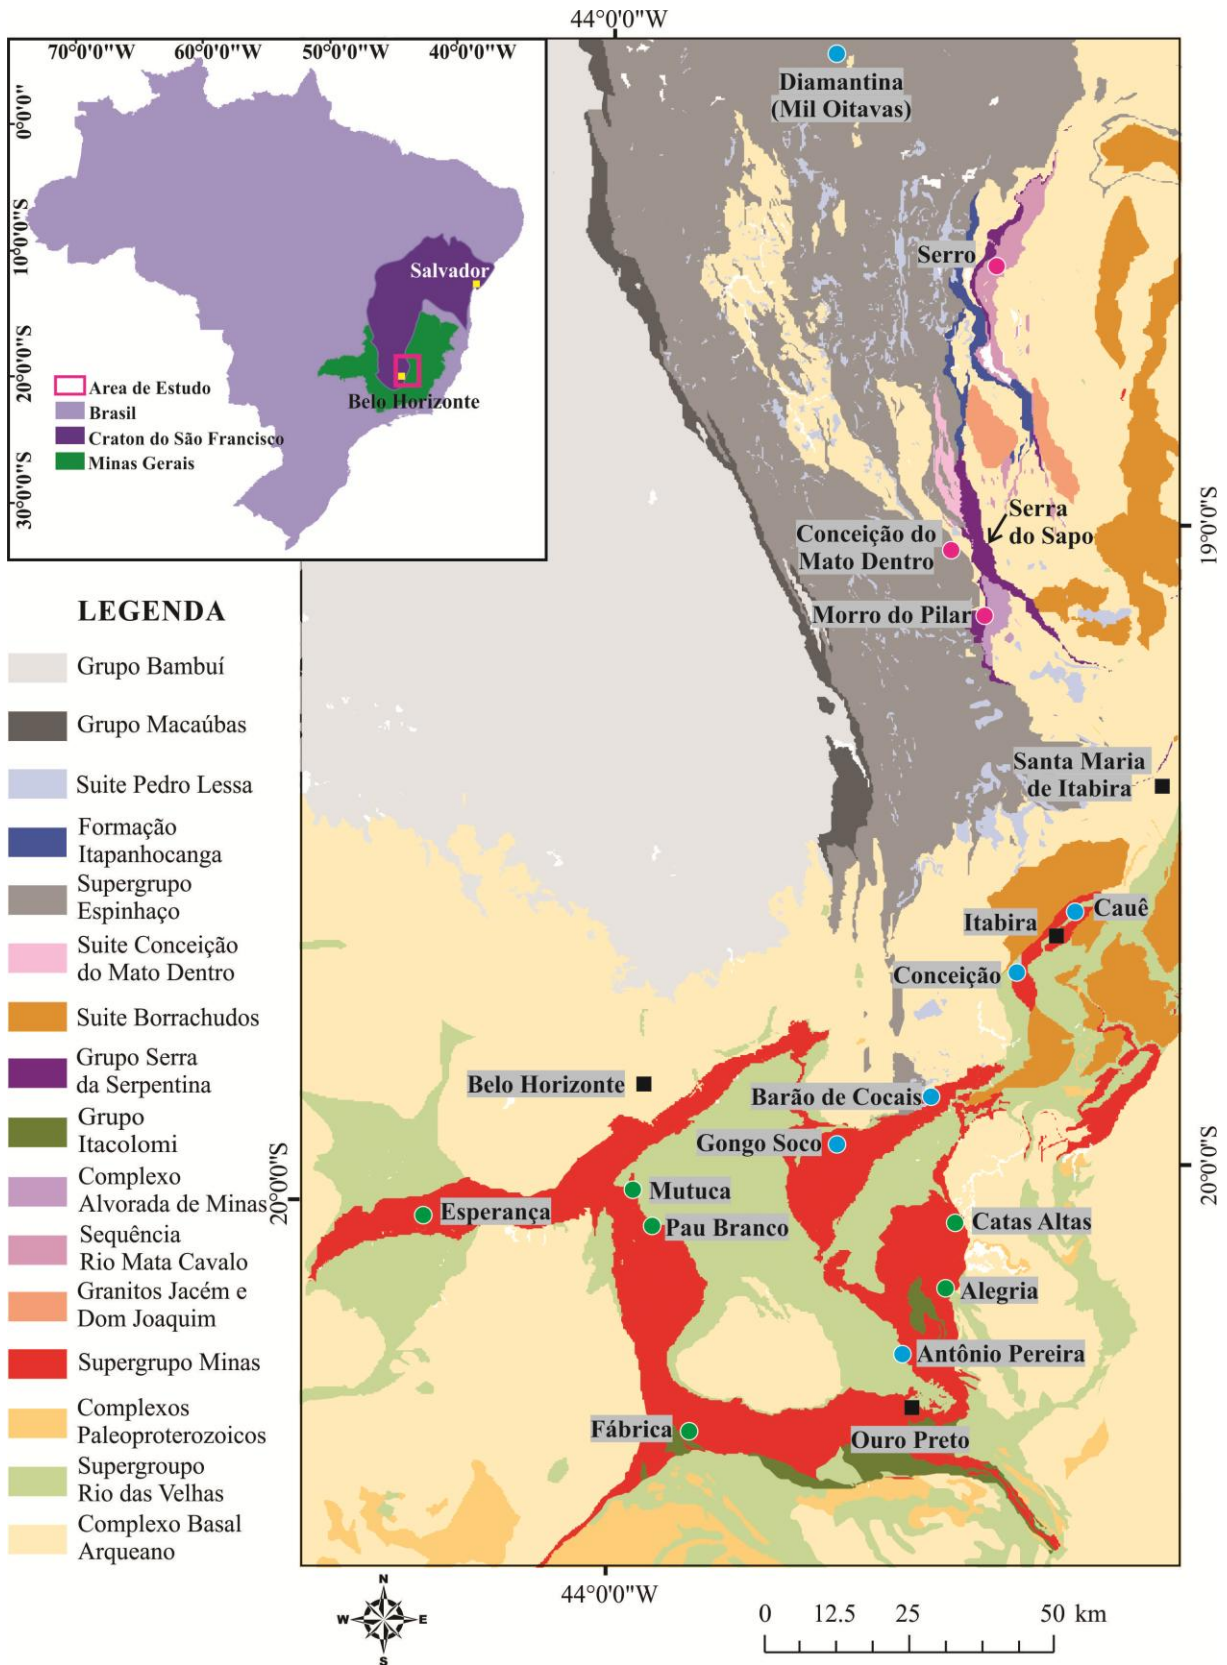 44°0'0"W
70°0'0"W
60°0'0"W
50°0'0"W
40°0'0"W
0°0'0"
10°0'0"S
20°0'0"S
30°0'0"S
Salvador
Belo Horizonte
Area de Estudo
Brasil
Craton do São Francisco
Minas Gerais
Diamantina
(Mil Oitavas)
Serro
Serra
do Sapo
Conceição do
Mato Dentro
Morro do Pilar
19°0'0"S
Santa Maria
de Itabira
Cauê
Itabira
Conceição
Belo Horizonte
Barão de Cocais
Gongo Soco
20°0'0"S
20°0'0"S
Mutuca
Esperança
Pau Branco
Catas Altas
Alegria
Antônio Pereira
Fábrica
Ouro Preto
LEGENDA
Grupo Bambuí
Grupo Macaúbas
Suite Pedro Lessa
Formação
Itapanhocanga
Supergrupo
Espinhaço
Suite Conceição
do Mato Dentro
Suite Borrachudos
Grupo Serra
da Serpentina
Grupo
Itacolomi
Complexo
Alvorada de Minas
Sequência
Rio Mata Cavalo
Granitos Jacém e
Dom Joaquim
Supergrupo Minas
Complexos
Paleoproterozoicos
Supergroupo
Rio das Velhas
Complexo Basal
Arqueano
N
W
E
S
44°0'0"W
0 12.5 25 50 km